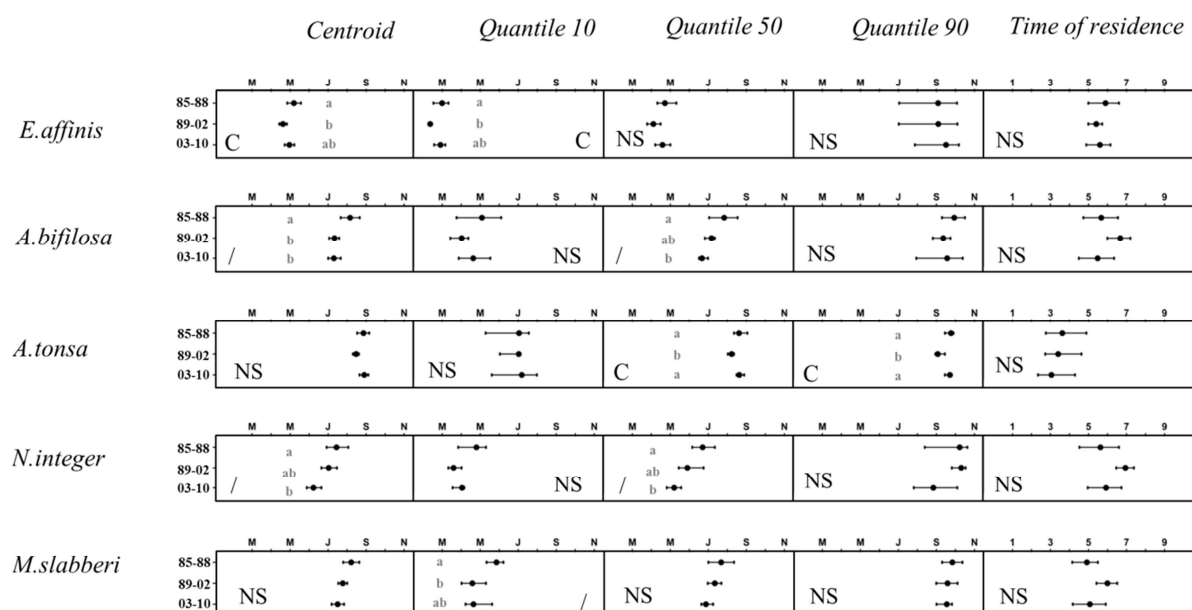 Centroid Quantile 10 Quantile 50 Quantile 90 Time of residence
M M J S N M M J S N M M J S N M M J S N 1 3 5 7 9
E.affinis
85-88 a a
89-02 b b
03-10 C ab ab C NS NS NS
M M J S N M M J S N M M J S N M M J S N 1 3 5 7 9
A.bifilosa
85-88 a a
89-02 b ab
03-10 / b NS / b NS NS
M M J S N M M J S N M M J S N M M J S N 1 3 5 7 9
A.tonsa
85-88 a a
89-02 b b
03-10 NS NS C a C a NS
M M J S N M M J S N M M J S N M M J S N 1 3 5 7 9
N.integer
85-88 a a
89-02 ab ab
03-10 / b NS / b NS NS
M M J S N M M J S N M M J S N M M J S N 1 3 5 7 9
M.slabberi
85-88 a
89-02 b
03-10 NS ab / NS NS NS